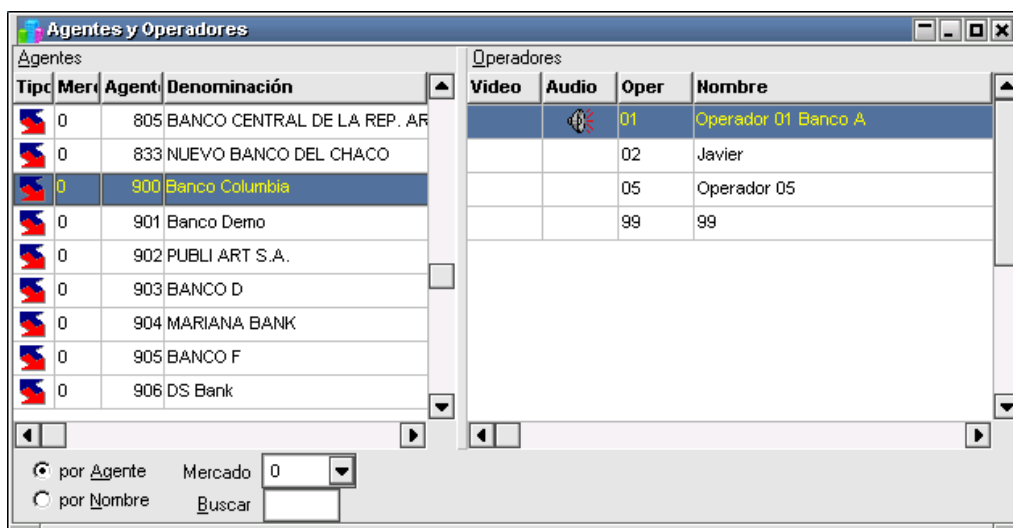 Agentes y Operadores
Agentes
Tipo Merc Agente Denominación
0 805 BANCO CENTRAL DE LA REP. AR
0 833 NUEVO BANCO DEL CHACO
0 900 Banco Columbia
0 901 Banco Demo
0 902 PUBLI ART S.A.
0 903 BANCO D
0 904 MARIANA BANK
0 905 BANCO F
0 906 DS Bank
Operadores
Video Audio Oper Nombre
01 Operador 01 Banco A
02 Javier
05 Operador 05
99 99
por Agente Mercado 0
por Nombre Buscar